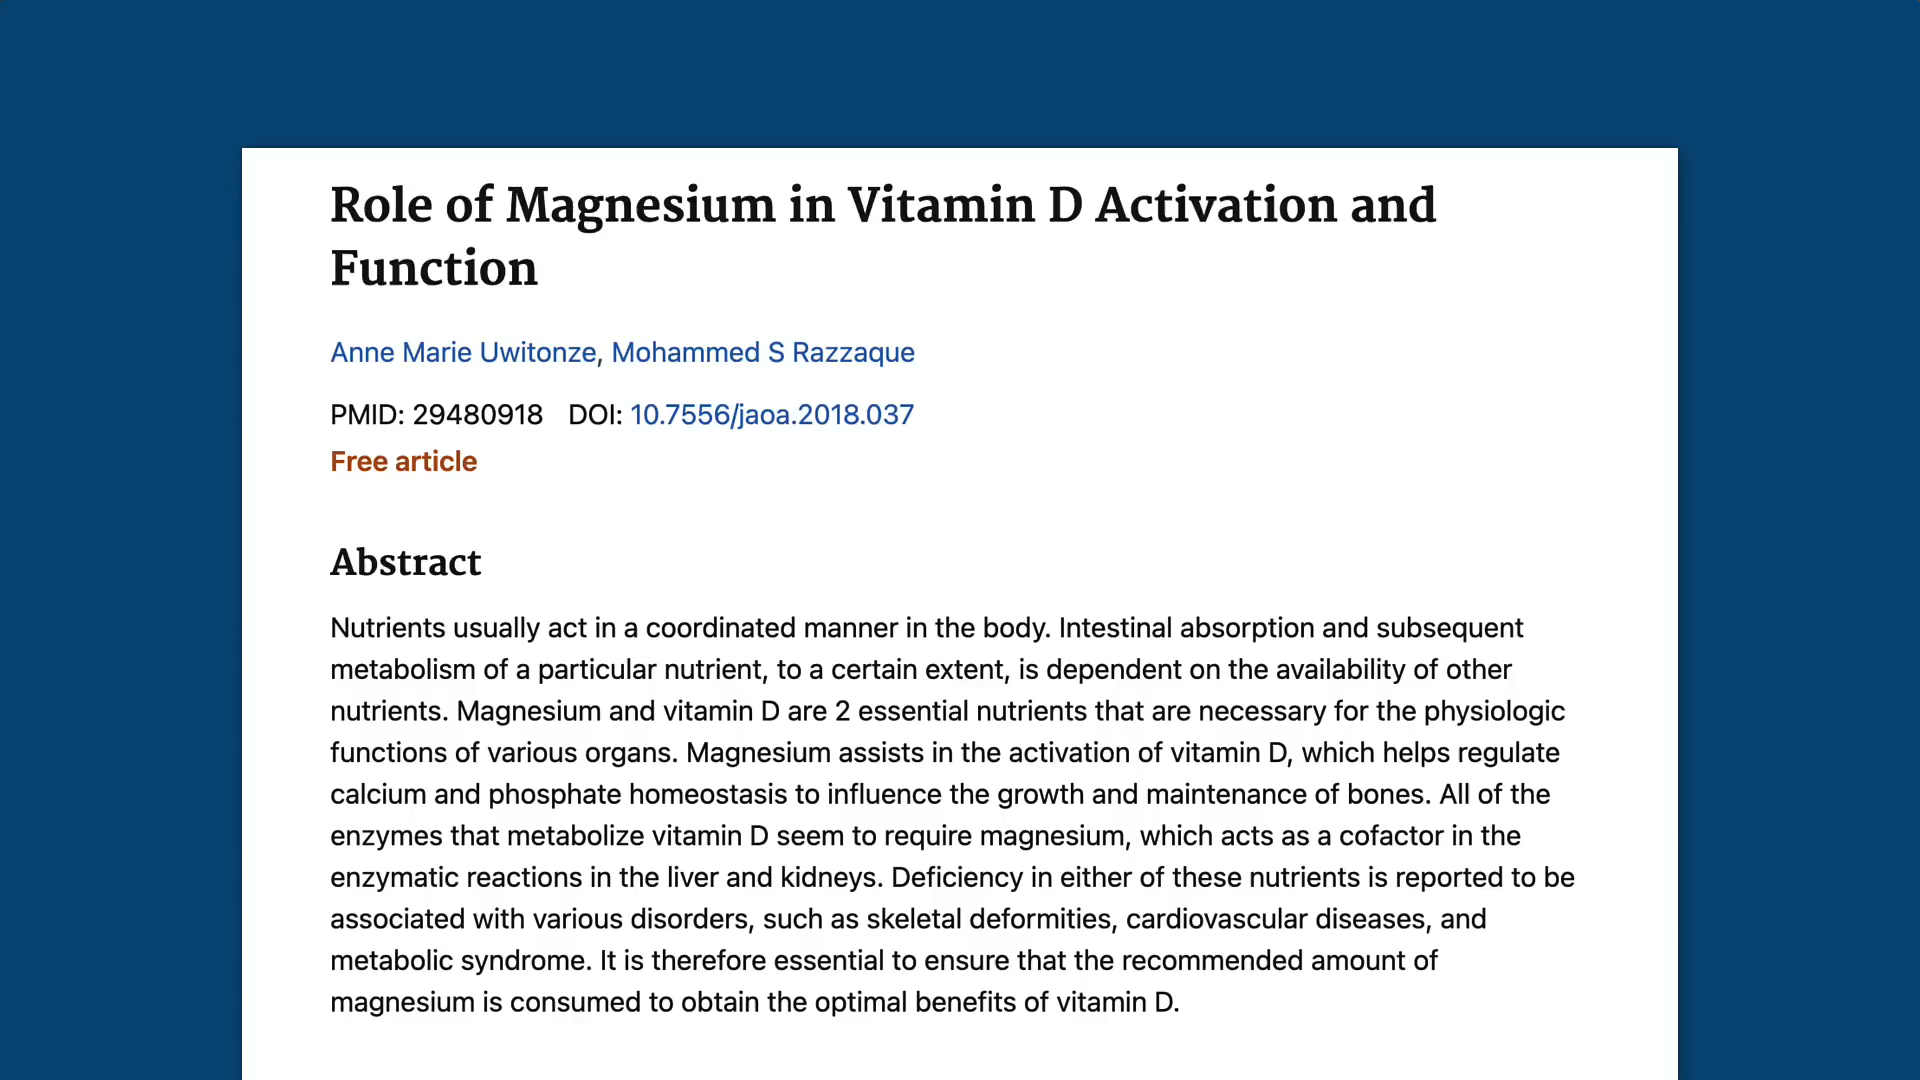 Role of Magnesium in Vitamin D Activation and
Function
Anne Marie Uwitonze, Mohammed S Razzaque
PMID: 29480918 DOI: 10.7556/jaoa.2018.037
Free article
Abstract
Nutrients usually act in a coordinated manner in the body. Intestinal absorption and subsequent
metabolism of a particular nutrient, to a certain extent, is dependent on the availability of other
nutrients. Magnesium and vitamin D are 2 essential nutrients that are necessary for the physiologic
functions of various organs. Magnesium assists in the activation of vitamin D, which helps regulate
calcium and phosphate homeostasis to influence the growth and maintenance of bones. All of the
enzymes that metabolize vitamin D seem to require magnesium, which acts as a cofactor in the
enzymatic reactions in the liver and kidneys. Deficiency in either of these nutrients is reported to be
associated with various disorders, such as skeletal deformities, cardiovascular diseases, and
metabolic syndrome. It is therefore essential to ensure that the recommended amount of
magnesium is consumed to obtain the optimal benefits of vitamin D.